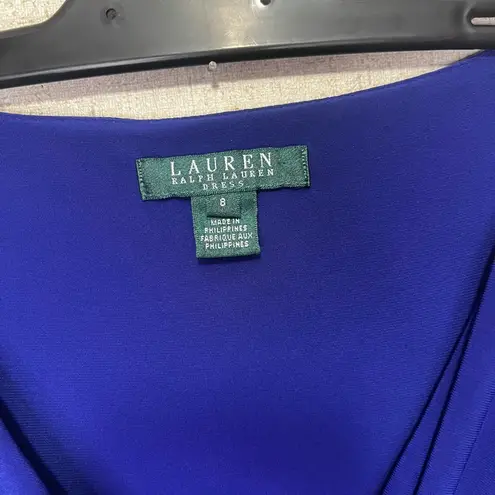 LAUREN
RALPH LAUREN
DRESS
8
MADE IN
PHILIPPINES
FABRIQUE AUX
PHILIPPINES